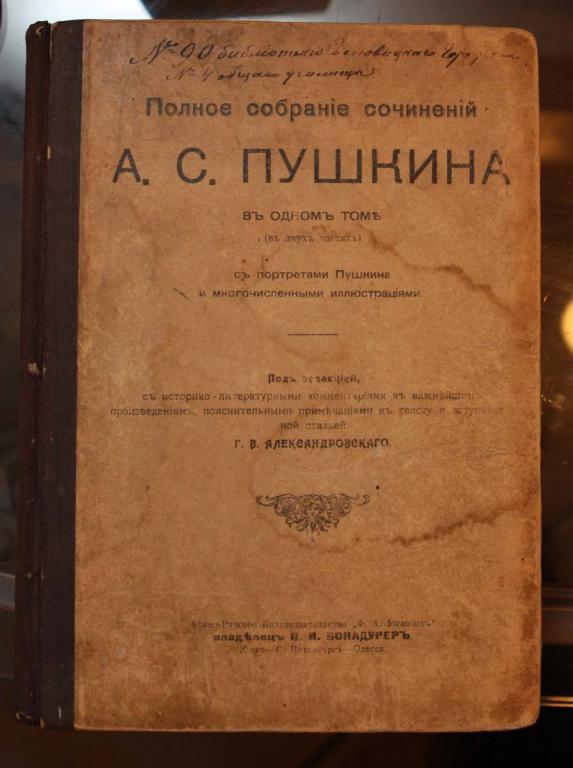 № 90 библіотеки
№ 4 общаго училища
Полное собраніе сочиненій
А. С. ПУШКИНА
ВЪ ОДНОМЪ ТОМѢ
(въ двухъ частяхъ)
съ портретами Пушкина
и многочисленными иллюстраціями.
Подъ редакціей,
съ историко-литературными комментаріями къ важнѣйшимъ
произведеніямъ, пояснительными примѣчаніями къ тексту и вступитель
ной статьей
Г. В. АЛЕКСАНДРОВСКАГО.
Южно-Русское Книгоиздательство „Ф. А. Іогансонъ"
владѣлецъ П. И. БОНАДУРЕРЪ
Кіевъ—С.-Петербургъ—Одесса.